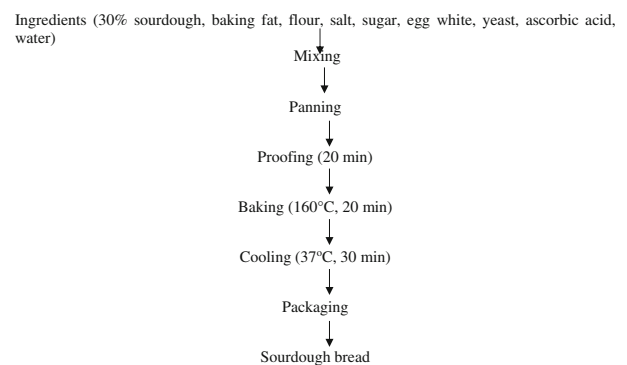 Ingredients (30% sourdough, baking fat, flour, salt, sugar, egg white, yeast, ascorbic acid,
water)
Mixing
Panning
Proofing (20 min)
Baking (160°C, 20 min)
Cooling (37°C, 30 min)
Packaging
Sourdough bread